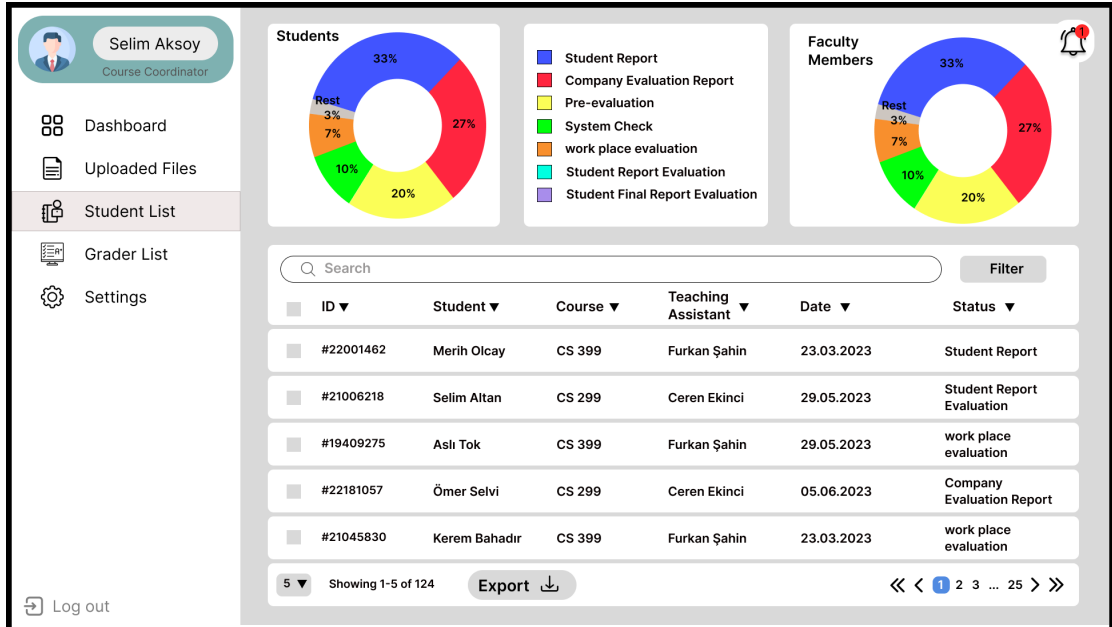 Selim Aksoy
Course Coordinator
Dashboard
Uploaded Files
Student List
Grader List
Settings
Log out
Students
33%
27%
20%
10%
7%
3%
Rest
Student Report
Company Evaluation Report
Pre-evaluation
System Check
work place evaluation
Student Report Evaluation
Student Final Report Evaluation
Faculty
Members
33%
27%
20%
10%
7%
3%
Rest
1
Search
Filter
ID ▼ Student ▼ Course ▼ Teaching Assistant ▼ Date ▼ Status ▼
#22001462 Merih Olcay CS 399 Furkan Şahin 23.03.2023 Student Report
#21006218 Selim Altan CS 299 Ceren Ekinci 29.05.2023 Student Report Evaluation
#19409275 Aslı Tok CS 399 Furkan Şahin 29.05.2023 work place evaluation
#22181057 Ömer Selvi CS 299 Ceren Ekinci 05.06.2023 Company Evaluation Report
#21045830 Kerem Bahadır CS 399 Furkan Şahin 23.03.2023 work place evaluation
5 ▼ Showing 1-5 of 124 Export 1 2 3 ... 25